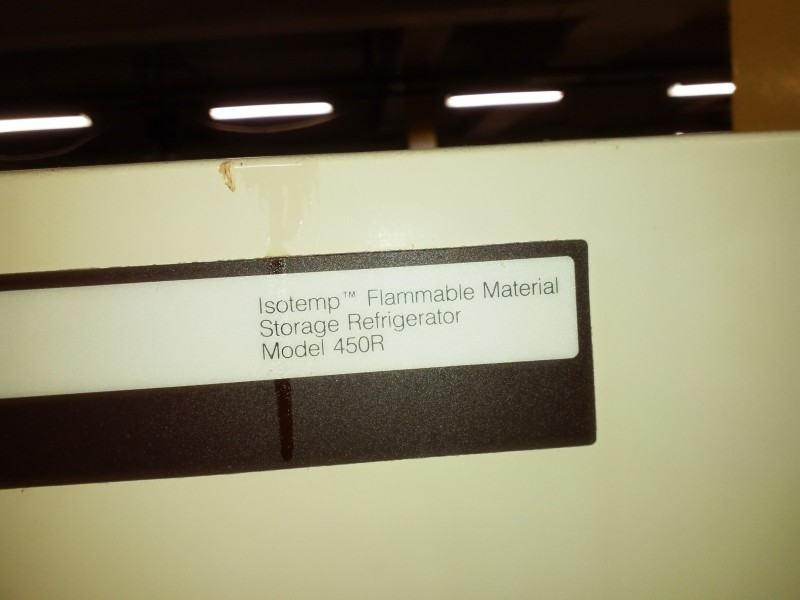 Isotemp™ Flammable Material
Storage Refrigerator
Model 450R